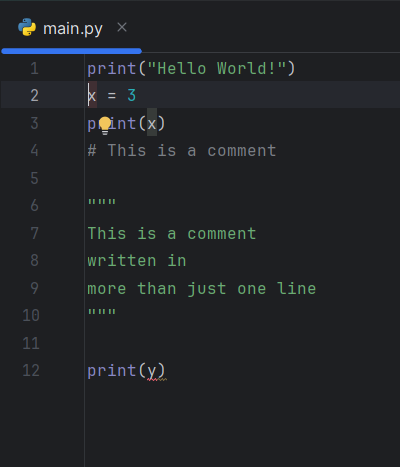 main.py
1 print("Hello World!")
2 x = 3
3 print(x)
4 # This is a comment
5
6 """
7 This is a comment
8 written in
9 more than just one line
10 """
11
12 print(y)